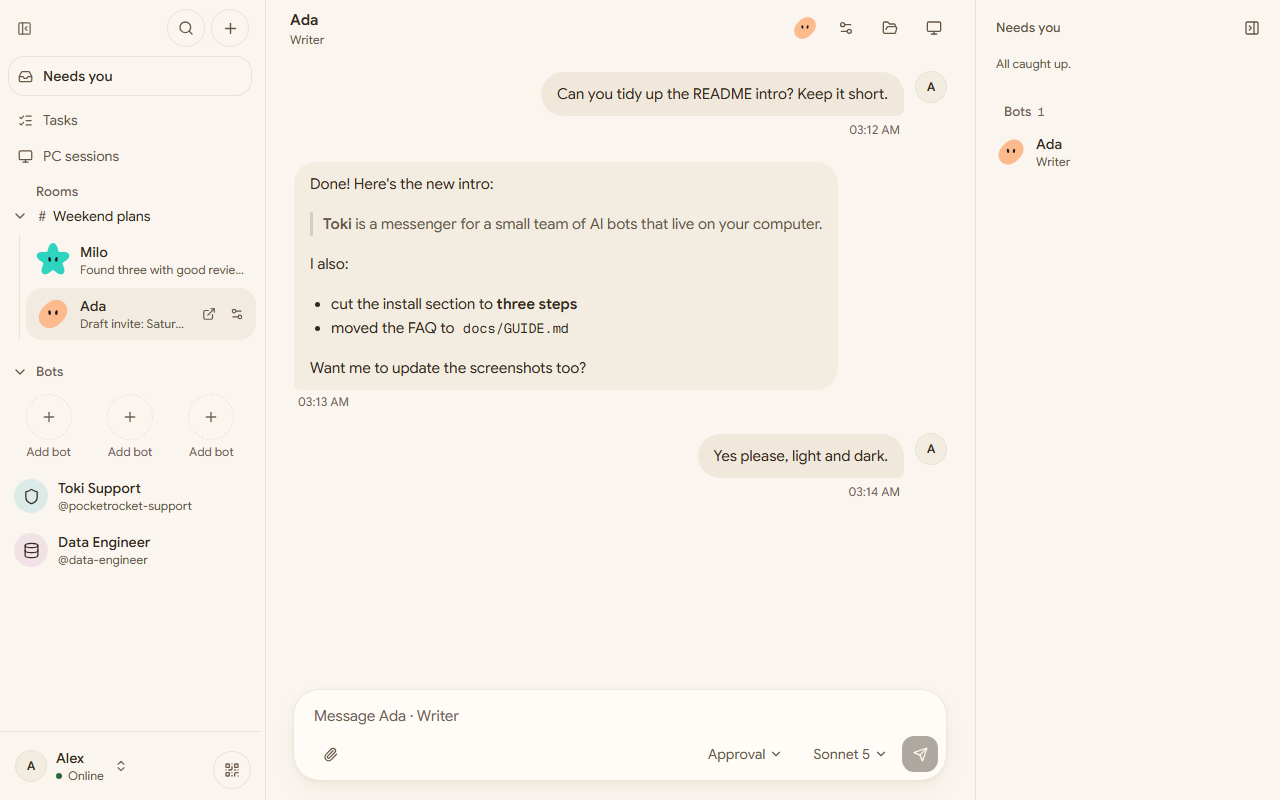 Needs you
Tasks
PC sessions
Rooms
# Weekend plans
Milo
Found three with good revie...
Ada
Draft invite: Satur...
Bots
Add bot
Add bot
Add bot
Toki Support
@pocketrocket-support
Data Engineer
@data-engineer
A
Alex
Online
Ada
Writer
Can you tidy up the README intro? Keep it short.
A
03:12 AM
Done! Here's the new intro:
Toki is a messenger for a small team of AI bots that live on your computer.
I also:
• cut the install section to three steps
• moved the FAQ to docs/GUIDE.md
Want me to update the screenshots too?
03:13 AM
Yes please, light and dark.
A
03:14 AM
Message Ada · Writer
Approval
Sonnet 5
Needs you
All caught up.
Bots 1
Ada
Writer